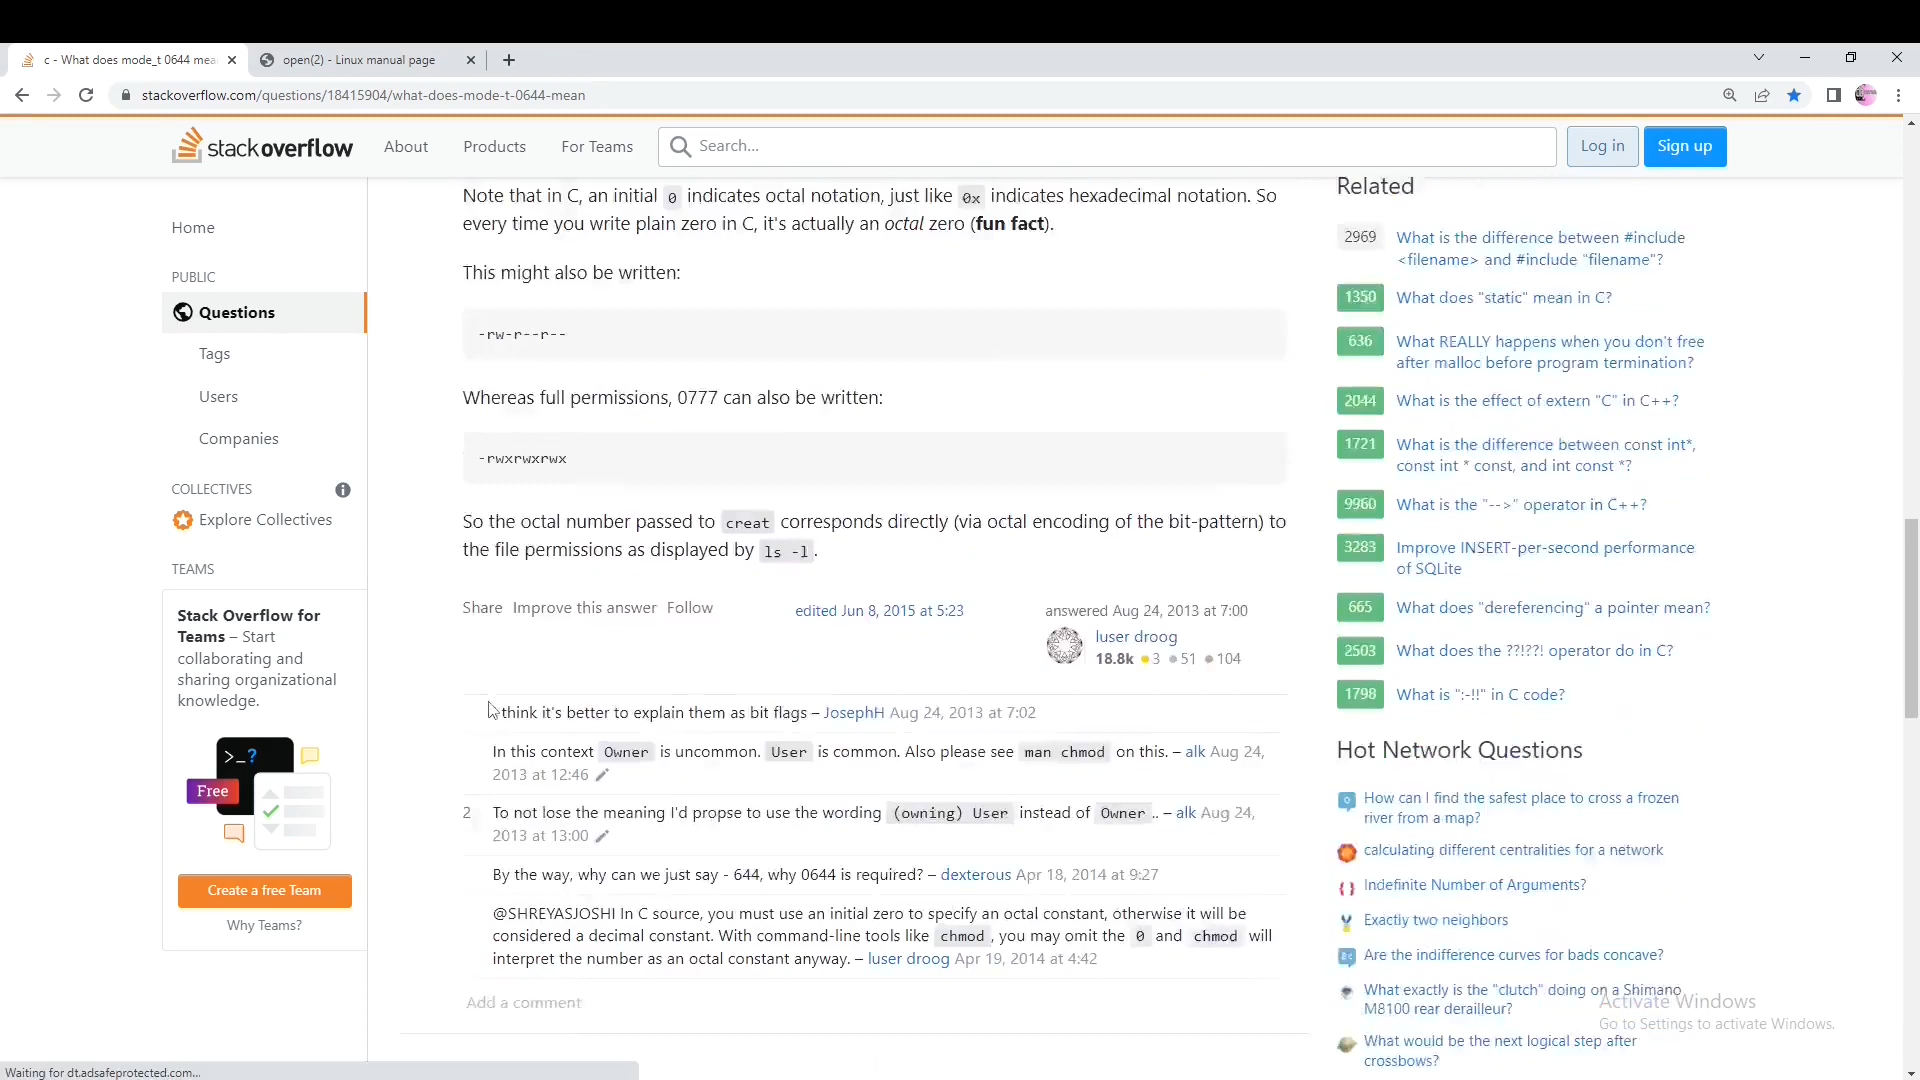 c - What does mode_t 0644 mea
open(2) - Linux manual page
stackoverflow.com/questions/18415904/what-does-mode-t-0644-mean
stackoverflow
About
Products
For Teams
Search...
Log in
Sign up
Home
PUBLIC
Questions
Tags
Users
Companies
COLLECTIVES
Explore Collectives
TEAMS
Stack Overflow for
Teams – Start
collaborating and
sharing organizational
knowledge.
>_?
Free
Create a free Team
Why Teams?
Note that in C, an initial 0 indicates octal notation, just like 0x indicates hexadecimal notation. So
every time you write plain zero in C, it's actually an octal zero (fun fact).
This might also be written:
-rw-r--r--
Whereas full permissions, 0777 can also be written:
-rwxrwxrwx
So the octal number passed to creat corresponds directly (via octal encoding of the bit-pattern) to
the file permissions as displayed by ls -l.
Share Improve this answer Follow
edited Jun 8, 2015 at 5:23
answered Aug 24, 2013 at 7:00
luser droog
18.8k 3 51 104
think it's better to explain them as bit flags – JosephH Aug 24, 2013 at 7:02
In this context Owner is uncommon. User is common. Also please see man chmod on this. – alk Aug 24,
2013 at 12:46
2 To not lose the meaning I'd propse to use the wording (owning) User instead of Owner .. – alk Aug 24,
2013 at 13:00
By the way, why can we just say - 644, why 0644 is required? – dexterous Apr 18, 2014 at 9:27
@SHREYASJOSHI In C source, you must use an initial zero to specify an octal constant, otherwise it will be
considered a decimal constant. With command-line tools like chmod, you may omit the 0 and chmod will
interpret the number as an octal constant anyway. – luser droog Apr 19, 2014 at 4:42
Add a comment
Related
2969 What is the difference between #include
<filename> and #include "filename"?
1350 What does "static" mean in C?
636 What REALLY happens when you don't free
after malloc before program termination?
2044 What is the effect of extern "C" in C++?
1721 What is the difference between const int*,
const int * const, and int const *?
9960 What is the "-->" operator in C++?
3283 Improve INSERT-per-second performance
of SQLite
665 What does "dereferencing" a pointer mean?
2503 What does the ??!??! operator do in C?
1798 What is ":-!!" in C code?
Hot Network Questions
How can I find the safest place to cross a frozen
river from a map?
calculating different centralities for a network
Indefinite Number of Arguments?
Exactly two neighbors
Are the indifference curves for bads concave?
What exactly is the "clutch" doing on a Shimano
M8100 rear derailleur?
What would be the next logical step after
crossbows?
Activate Windows
Go to Settings to activate Windows.
Waiting for dt.adsafeprotected.com...